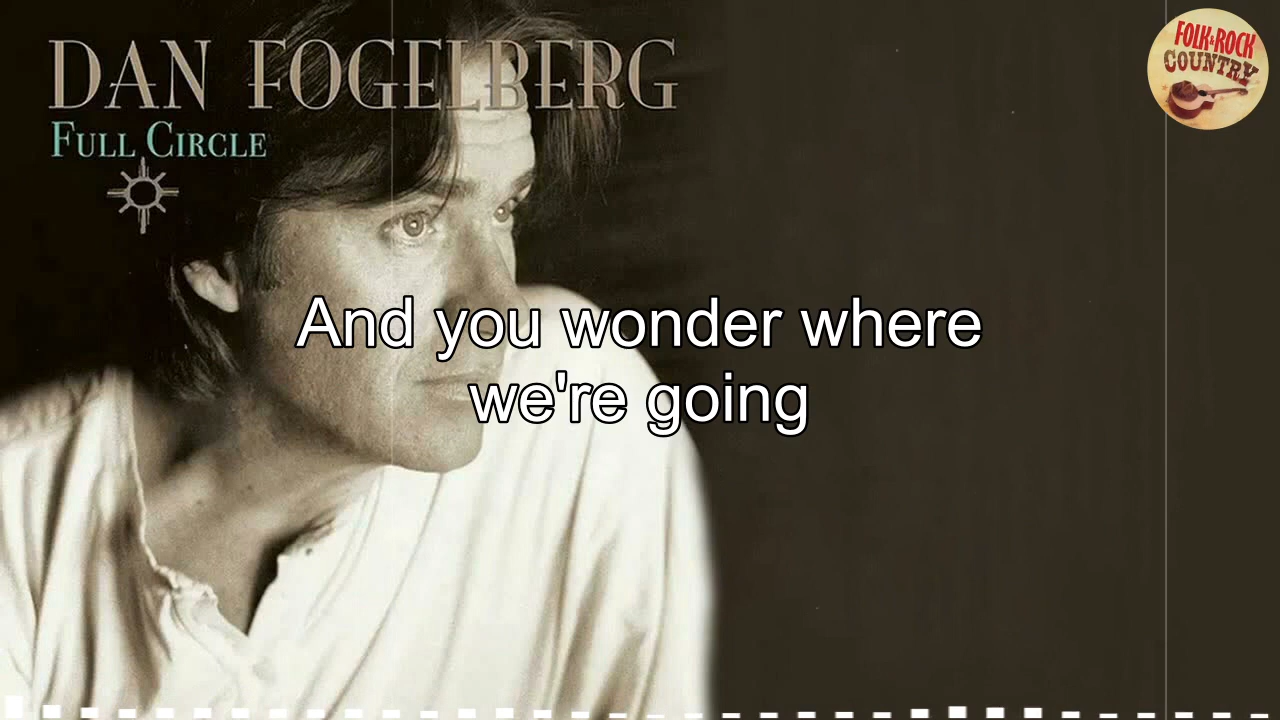 DAN FOGELBERG
FULL CIRCLE
FOLK & ROCK
COUNTRY
And you wonder where
we're going